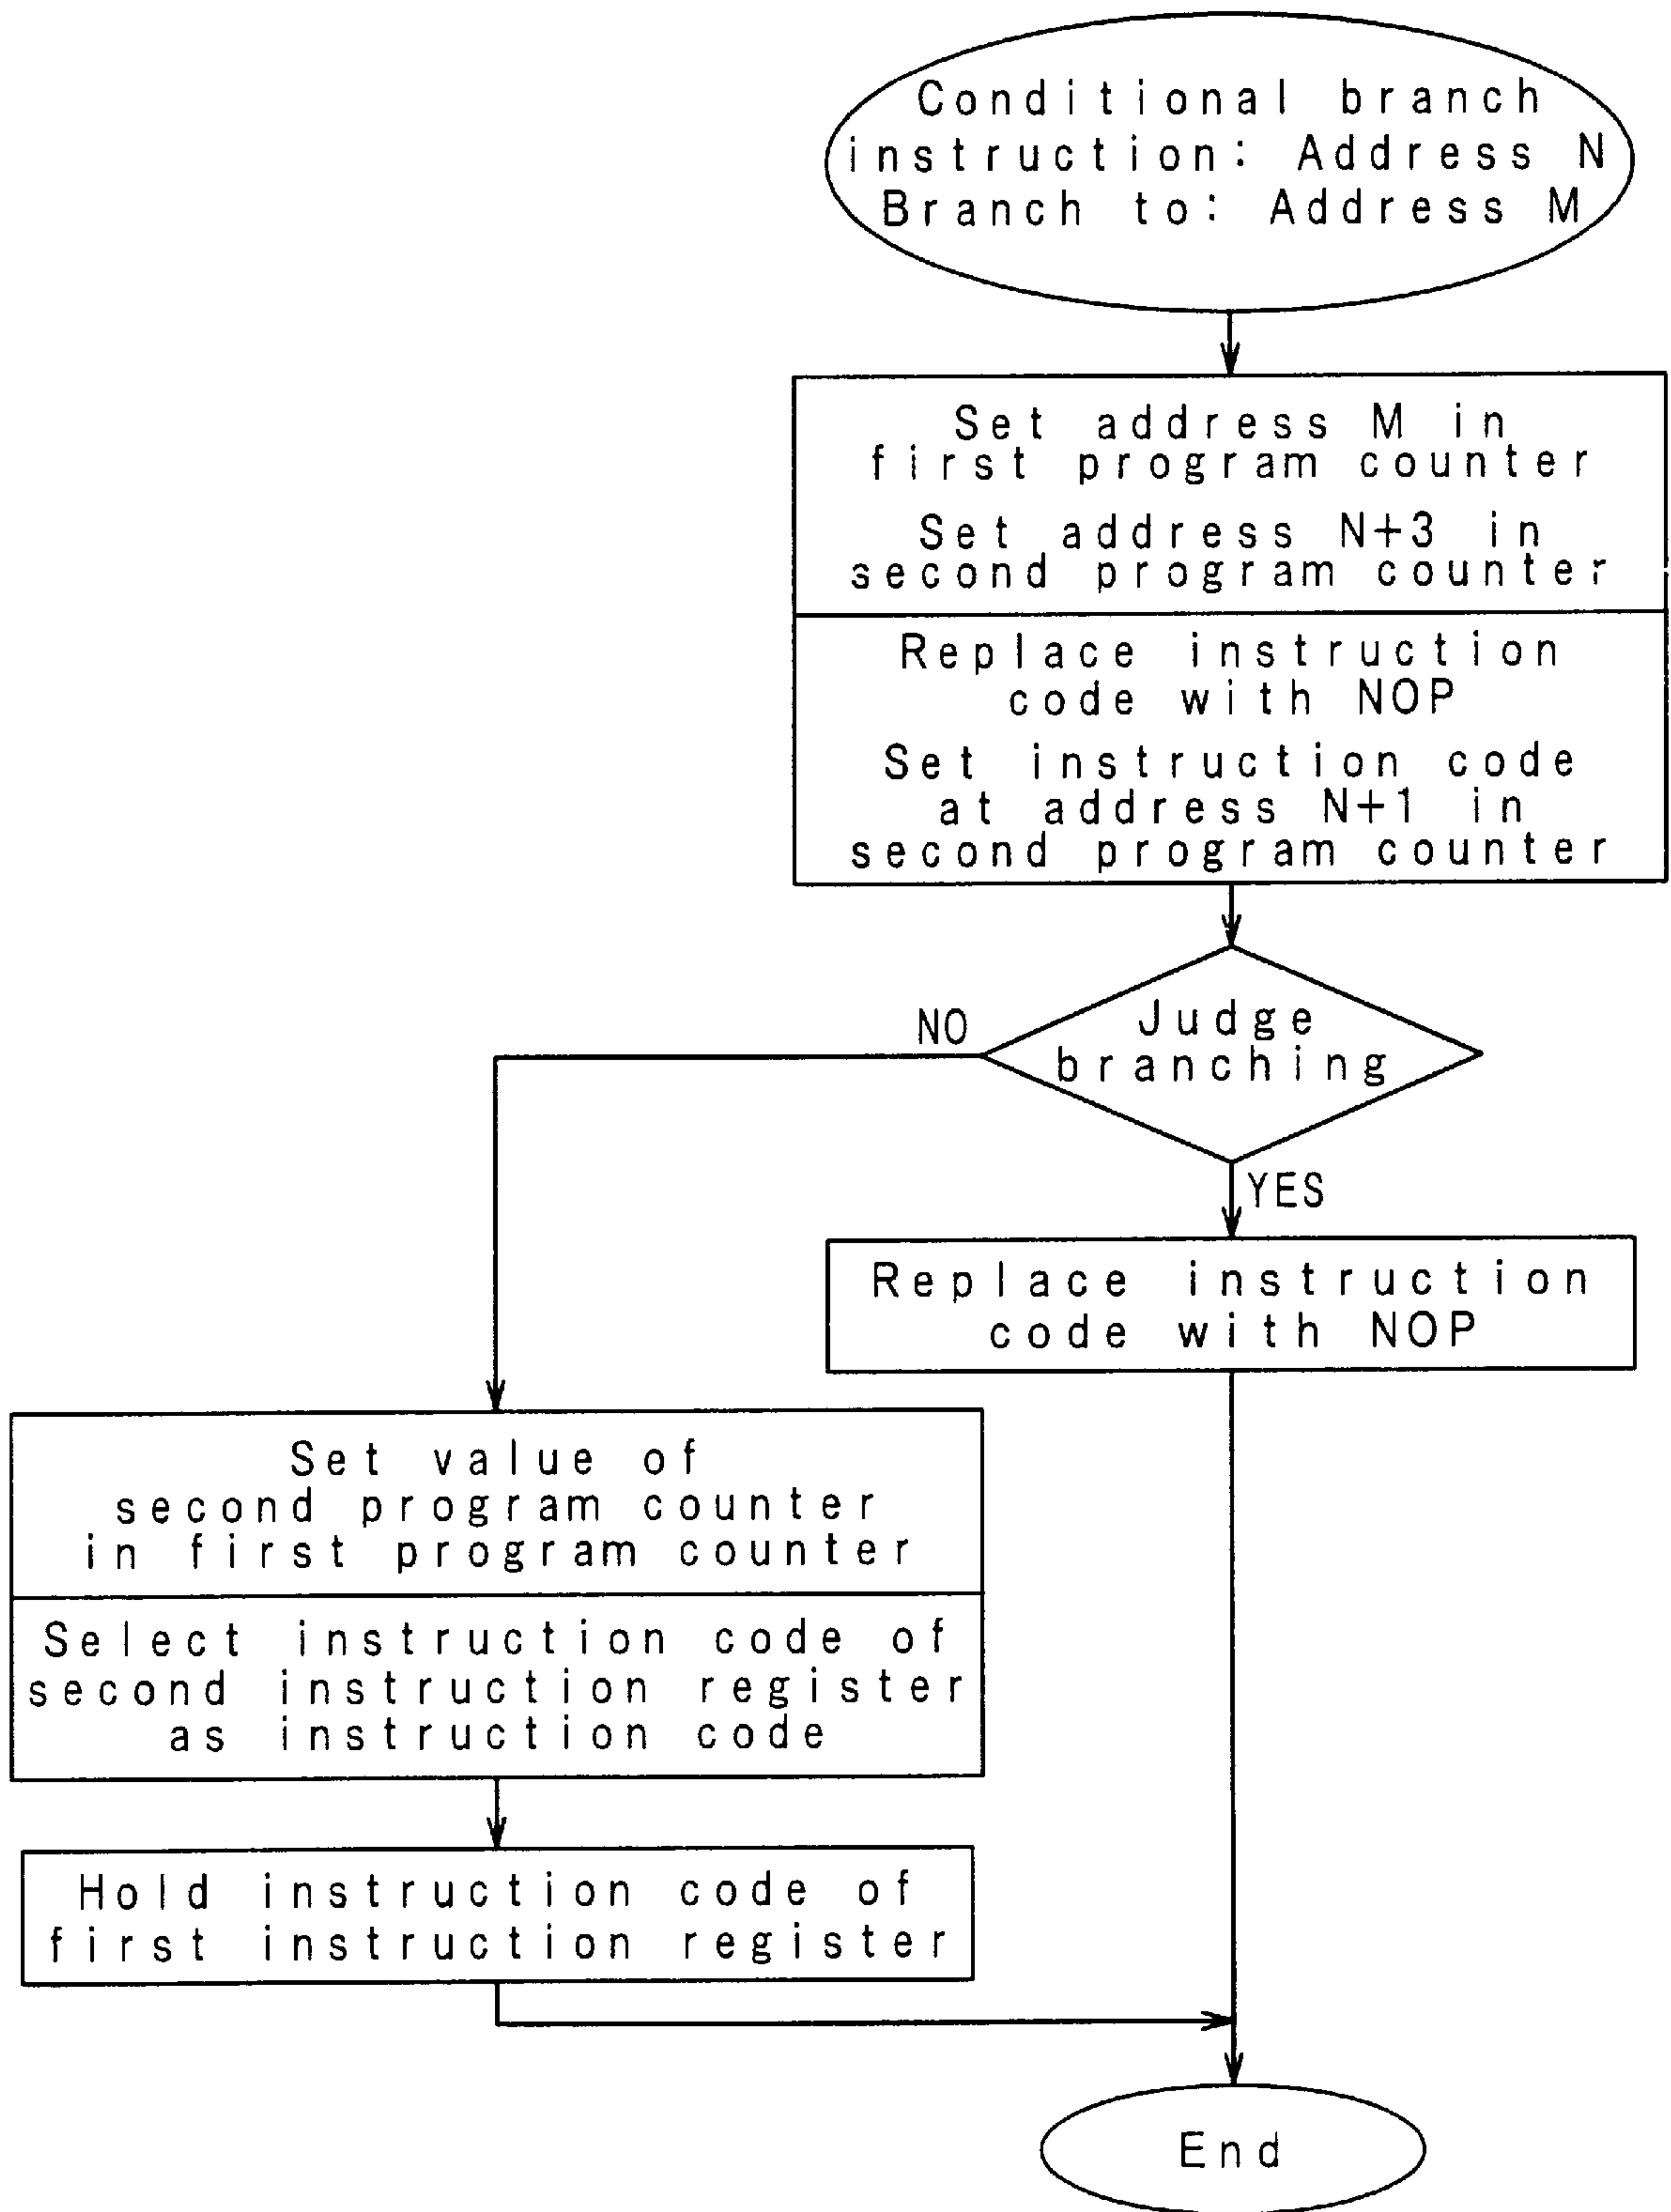 Conditional branch
instruction: Address N
Branch to: Address M
Set address M in
first program counter
Set address N+3 in
second program counter
Replace instruction
code with NOP
Set instruction code
at address N+1 in
second program counter
Judge
branching
NO
YES
Replace instruction
code with NOP
Set value of
second program counter
in first program counter
Select instruction code of
second instruction register
as instruction code
Hold instruction code of
first instruction register
End